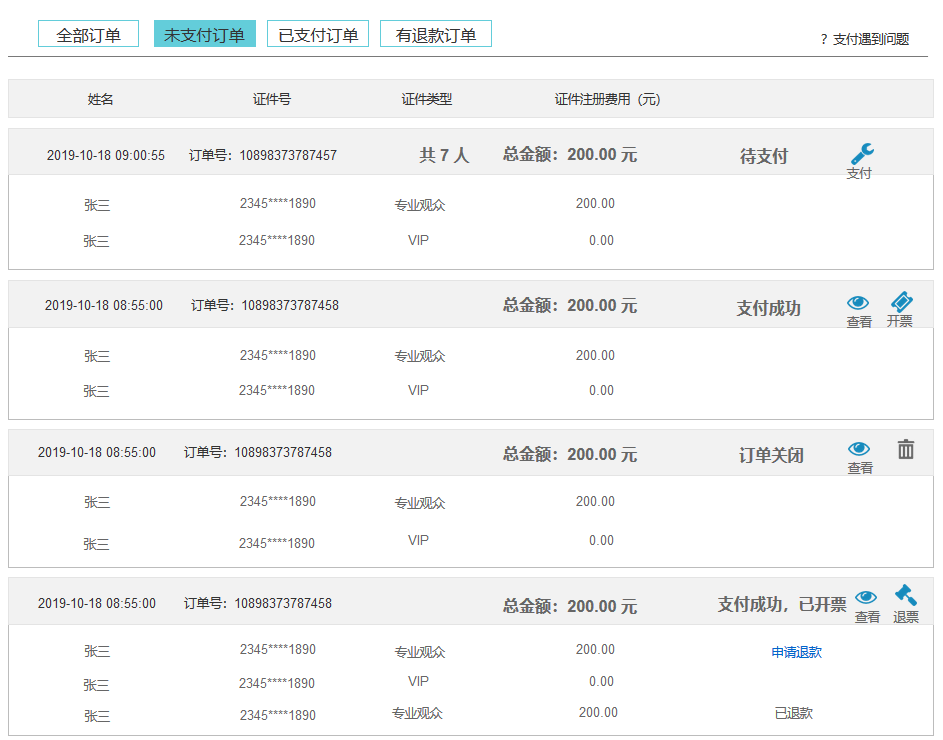 全部订单 未支付订单 已支付订单 有退款订单 ? 支付遇到问题
姓名 证件号 证件类型 证件注册费用（元）
2019-10-18 09:00:55 订单号：10898373787457 共 7 人 总金额：200.00 元 待支付 支付
张三 2345****1890 专业观众 200.00
张三 2345****1890 VIP 0.00
2019-10-18 08:55:00 订单号：10898373787458 总金额：200.00 元 支付成功 查看 开票
张三 2345****1890 专业观众 200.00
张三 2345****1890 VIP 0.00
2019-10-18 08:55:00 订单号：10898373787458 总金额：200.00 元 订单关闭 查看
张三 2345****1890 专业观众 200.00
张三 2345****1890 VIP 0.00
2019-10-18 08:55:00 订单号：10898373787458 总金额：200.00 元 支付成功，已开票 查看 退票
张三 2345****1890 专业观众 200.00 申请退款
张三 2345****1890 VIP 0.00
张三 2345****1890 专业观众 200.00 已退款